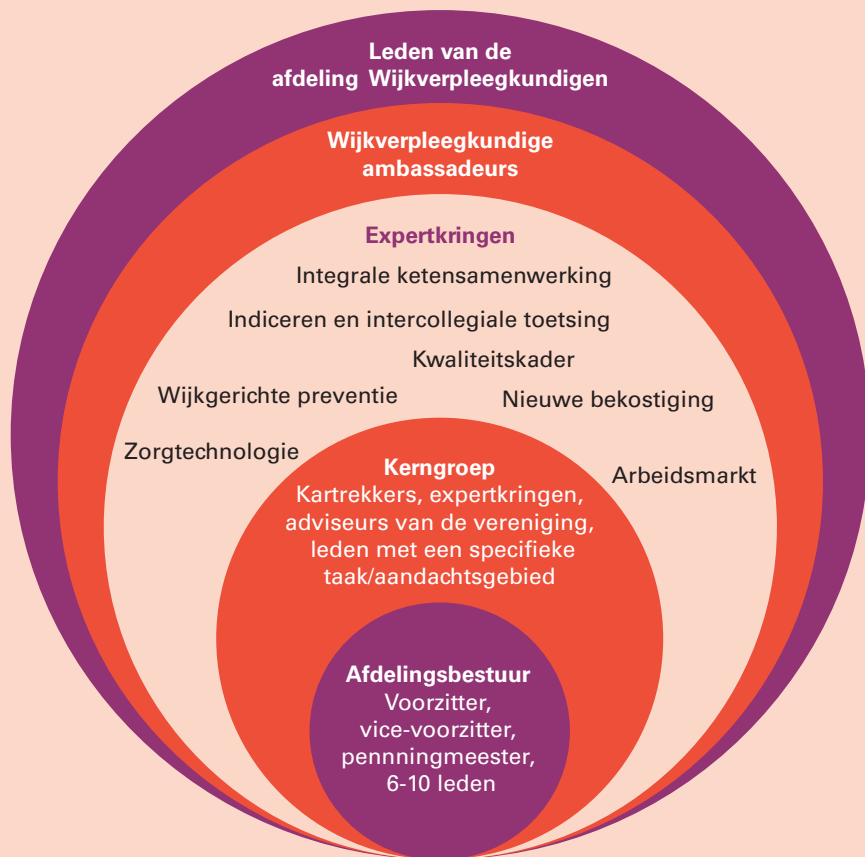 Leden van de
afdeling Wijkverpleegkundigen
Wijkverpleegkundige
ambassadeurs
Expertkringen
Integrale ketensamenwerking
Indiceren en intercollegiale toetsing
Kwaliteitskader
Wijkgerichte preventie
Nieuwe bekostiging
Zorgtechnologie
Arbeidsmarkt
Kerngroep
Kartrekkers, expertkringen,
adviseurs van de vereniging,
leden met een specifieke
taak/aandachtsgebied
Afdelingsbestuur
Voorzitter,
vice-voorzitter,
pennningmeester,
6-10 leden